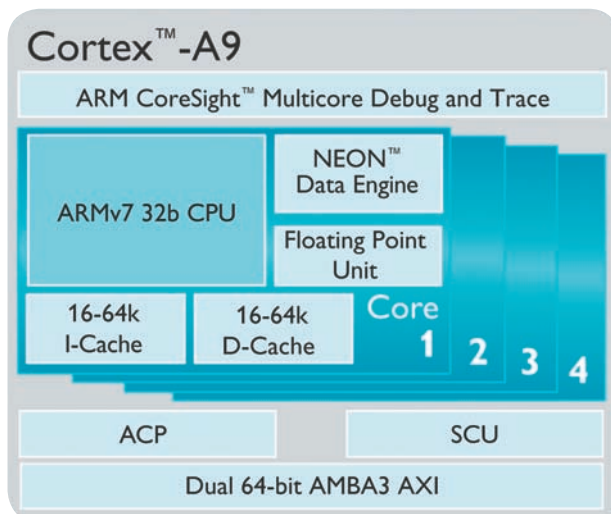 Cortex™-A9
ARM CoreSight™ Multicore Debug and Trace
ARMv7 32b CPU
NEON™
Data Engine
Floating Point
Unit
16-64k
I-Cache
16-64k
D-Cache
Core
1
2
3
4
ACP
SCU
Dual 64-bit AMBA3 AXI